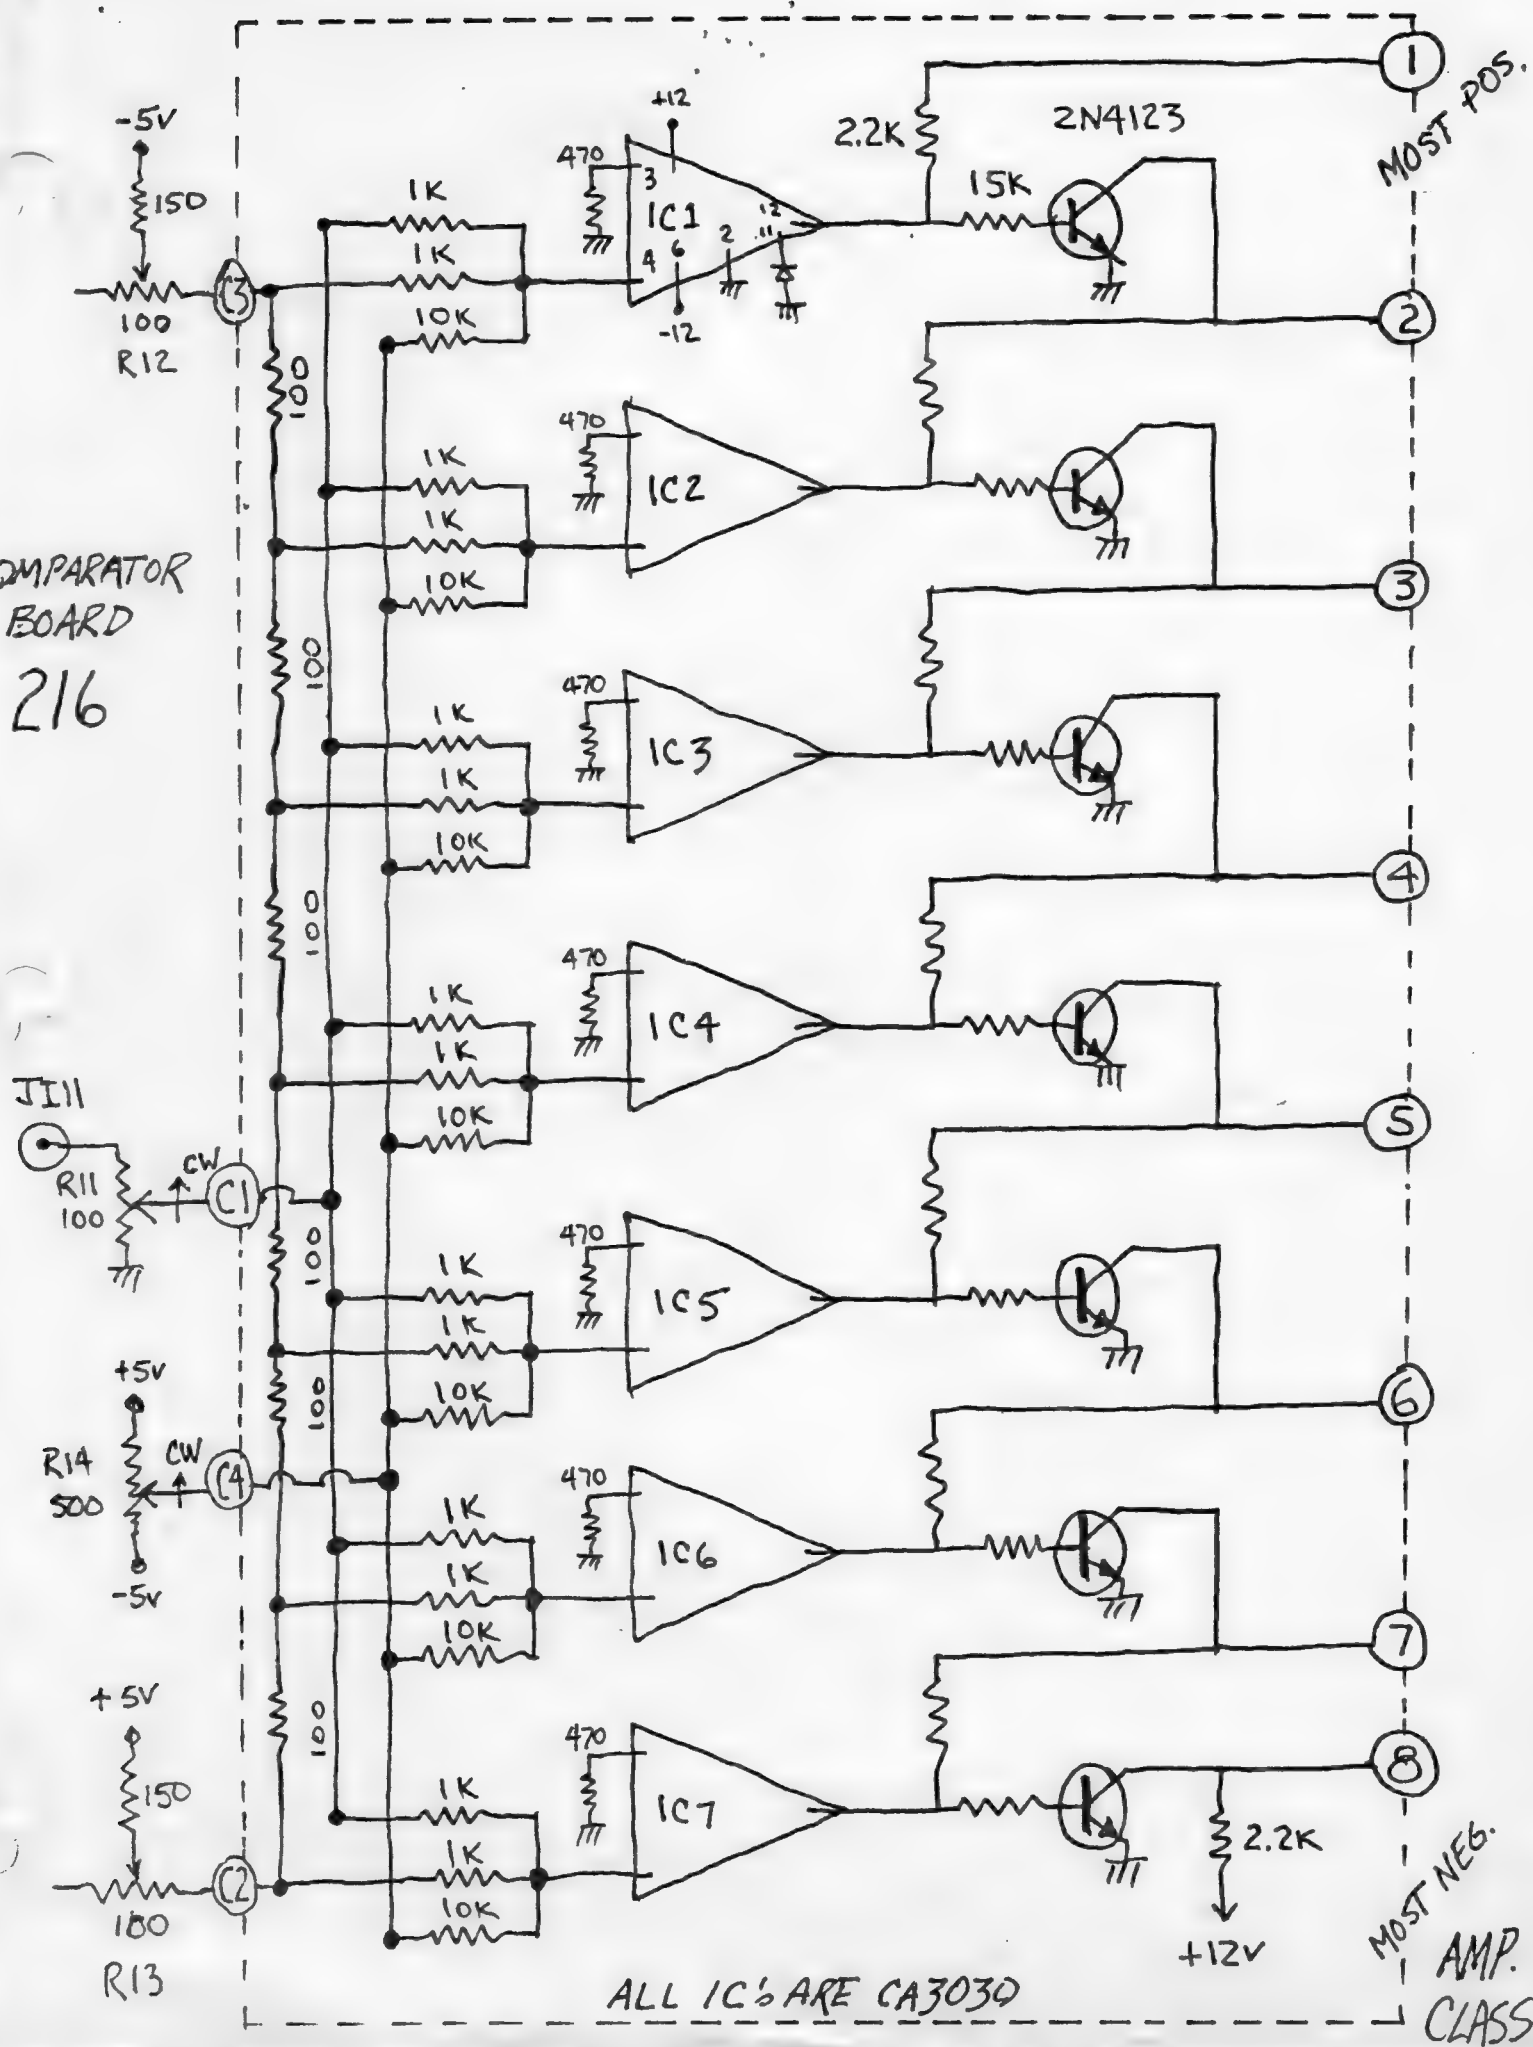 1
MOST POS.
+12
2N4123
2.2K
-5V
150
470
3
15K
1K
IC1
12
11
1K
4
6
2
C3
100
R12
10K
-12
2
100
470
1K
IC2
1K
10K
3
BOARD
216
100
470
1K
IC3
1K
10K
4
100
470
1K
IC4
1K
10K
5
J111
R11
100
CW
C1
100
470
1K
IC5
1K
10K
6
+5V
R14
500
CW
C4
-5V
100
470
1K
IC6
1K
10K
7
+5V
150
100
470
1K
IC7
1K
10K
8
2.2K
+12V
MOST NEG.
C2
100
R13
ALL IC's ARE CA3030
AMP.
CLASS